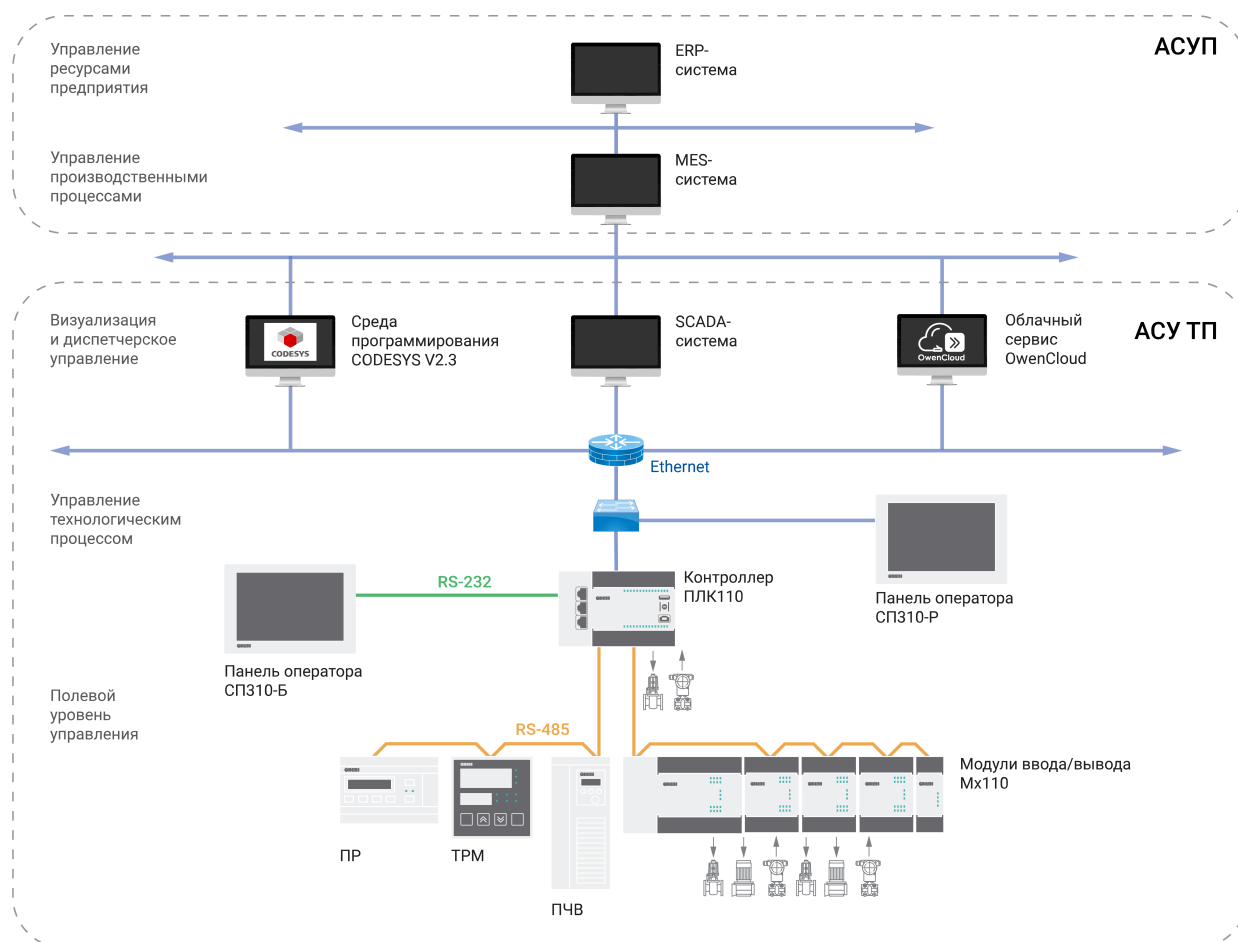 Управление
ресурсами
предприятия
ERP-
система
АСУП
Управление
производственными
процессами
MES-
система
Визуализация
и диспетчерское
управление
CODESYS
Среда
программирования
CODESYS V2.3
SCADA-
система
OwenCloud
Облачный
сервис
OwenCloud
АСУ ТП
Ethernet
Управление
технологическим
процессом
RS-232
Контроллер
ПЛК110
Панель оператора
СП310-Р
Панель оператора
СП310-Б
Полевой
уровень
управления
RS-485
Модули ввода/вывода
Мх110
ПР
ТРМ
ПЧВ